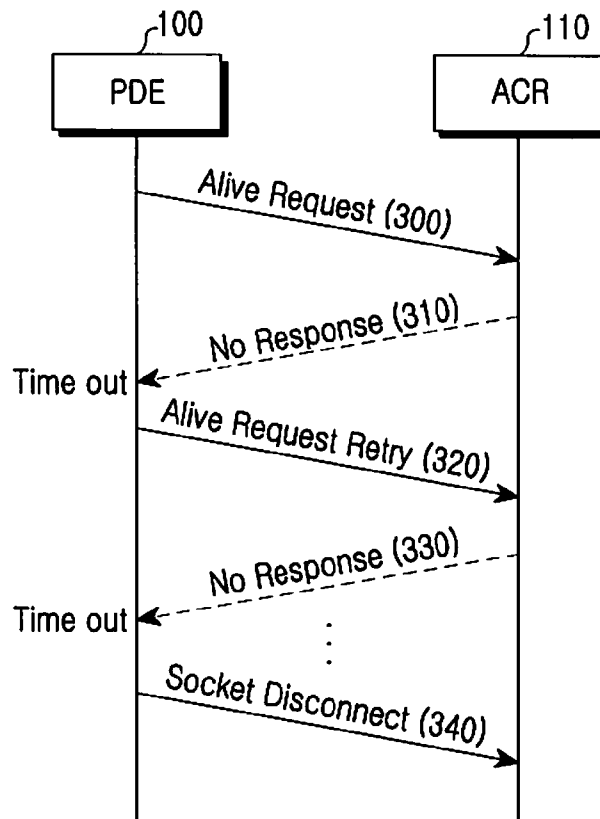 100
110
PDE
ACR
Alive Request (300)
No Response (310)
Time out
Alive Request Retry (320)
No Response (330)
Time out
Socket Disconnect (340)